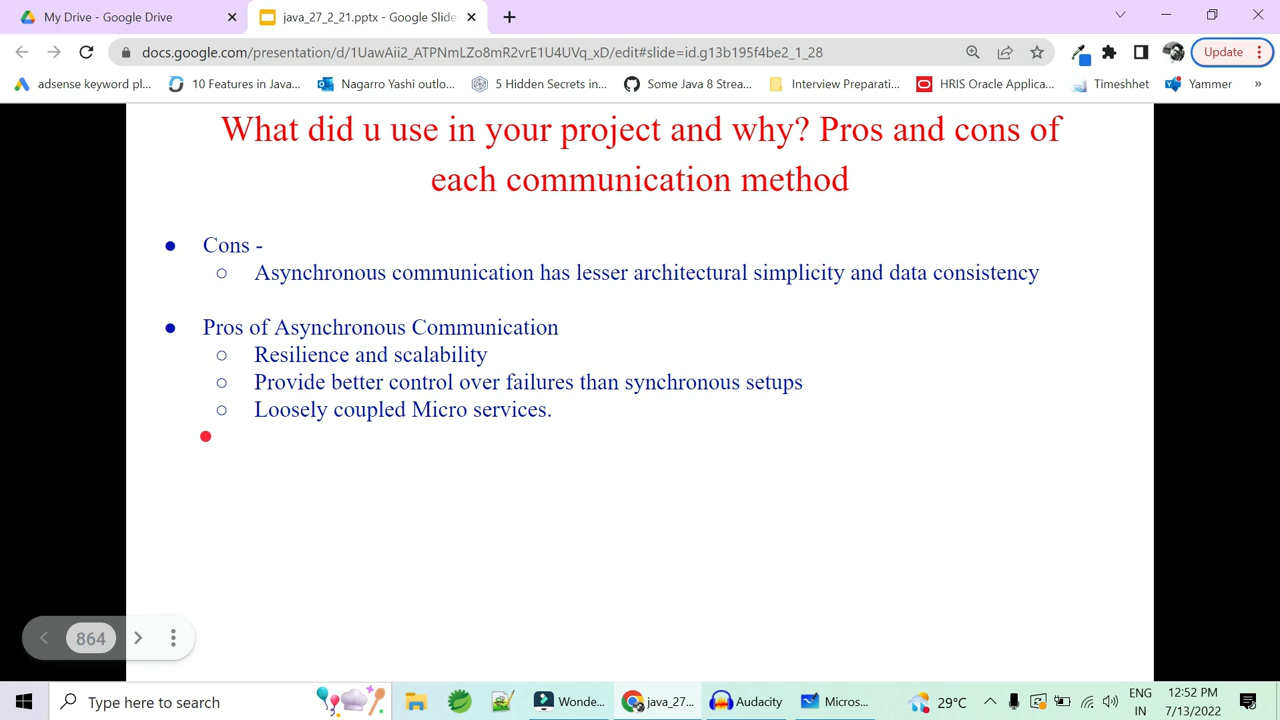 My Drive - Google Drive
java_27_2_21.pptx - Google Slide
docs.google.com/presentation/d/1UawAii2_ATPNmLZo8mR2vrE1U4UVq_xD/edit#slide=id.g13b195f4be2_1_28
Update
adsense keyword pl...
10 Features in Java...
Nagarro Yashi outlo...
5 Hidden Secrets in...
Some Java 8 Strea...
Interview Preparati...
HRIS Oracle Applica...
Timeshhet
Yammer
»
What did u use in your project and why? Pros and cons of
each communication method
● Cons -
○ Asynchronous communication has lesser architectural simplicity and data consistency
● Pros of Asynchronous Communication
○ Resilience and scalability
○ Provide better control over failures than synchronous setups
○ Loosely coupled Micro services.
864
Type here to search
Wonde...
java_27...
Audacity
Micros...
29°C
ENG
IN
12:52 PM
7/13/2022